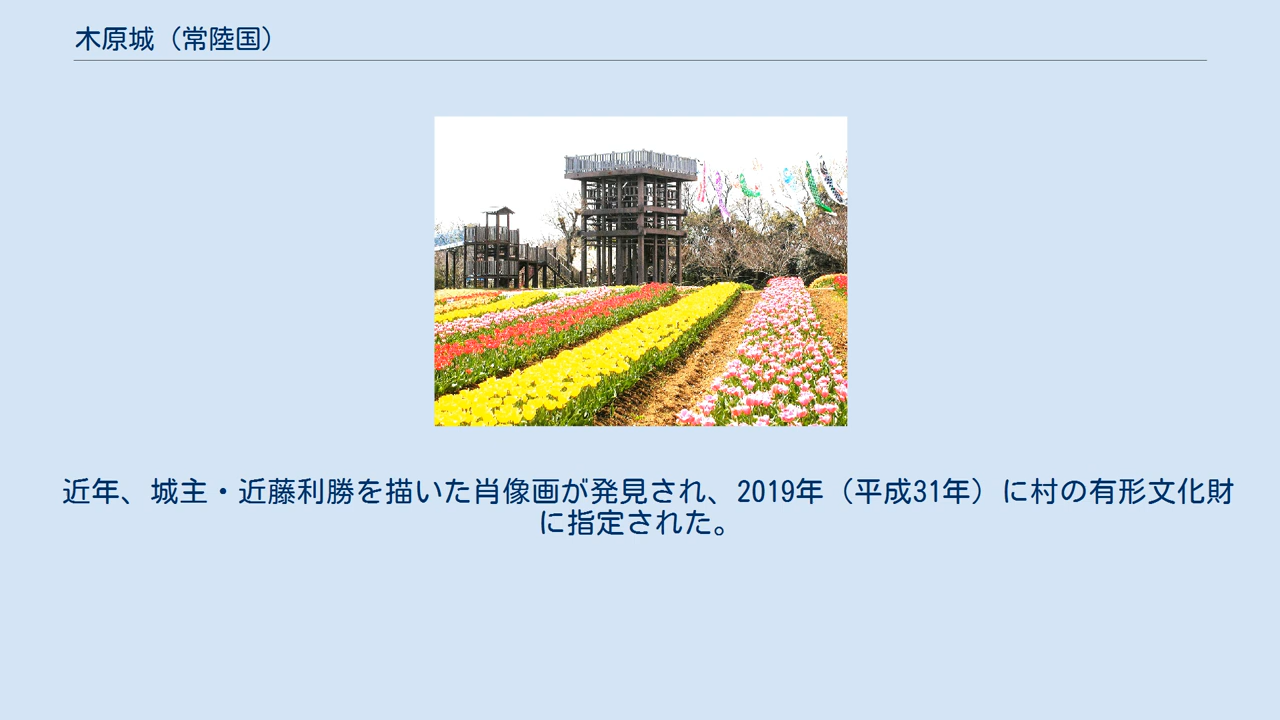 木原城（常陸国）
近年、城主・近藤利勝を描いた肖像画が発見され、2019年（平成31年）に村の有形文化財
に指定された。